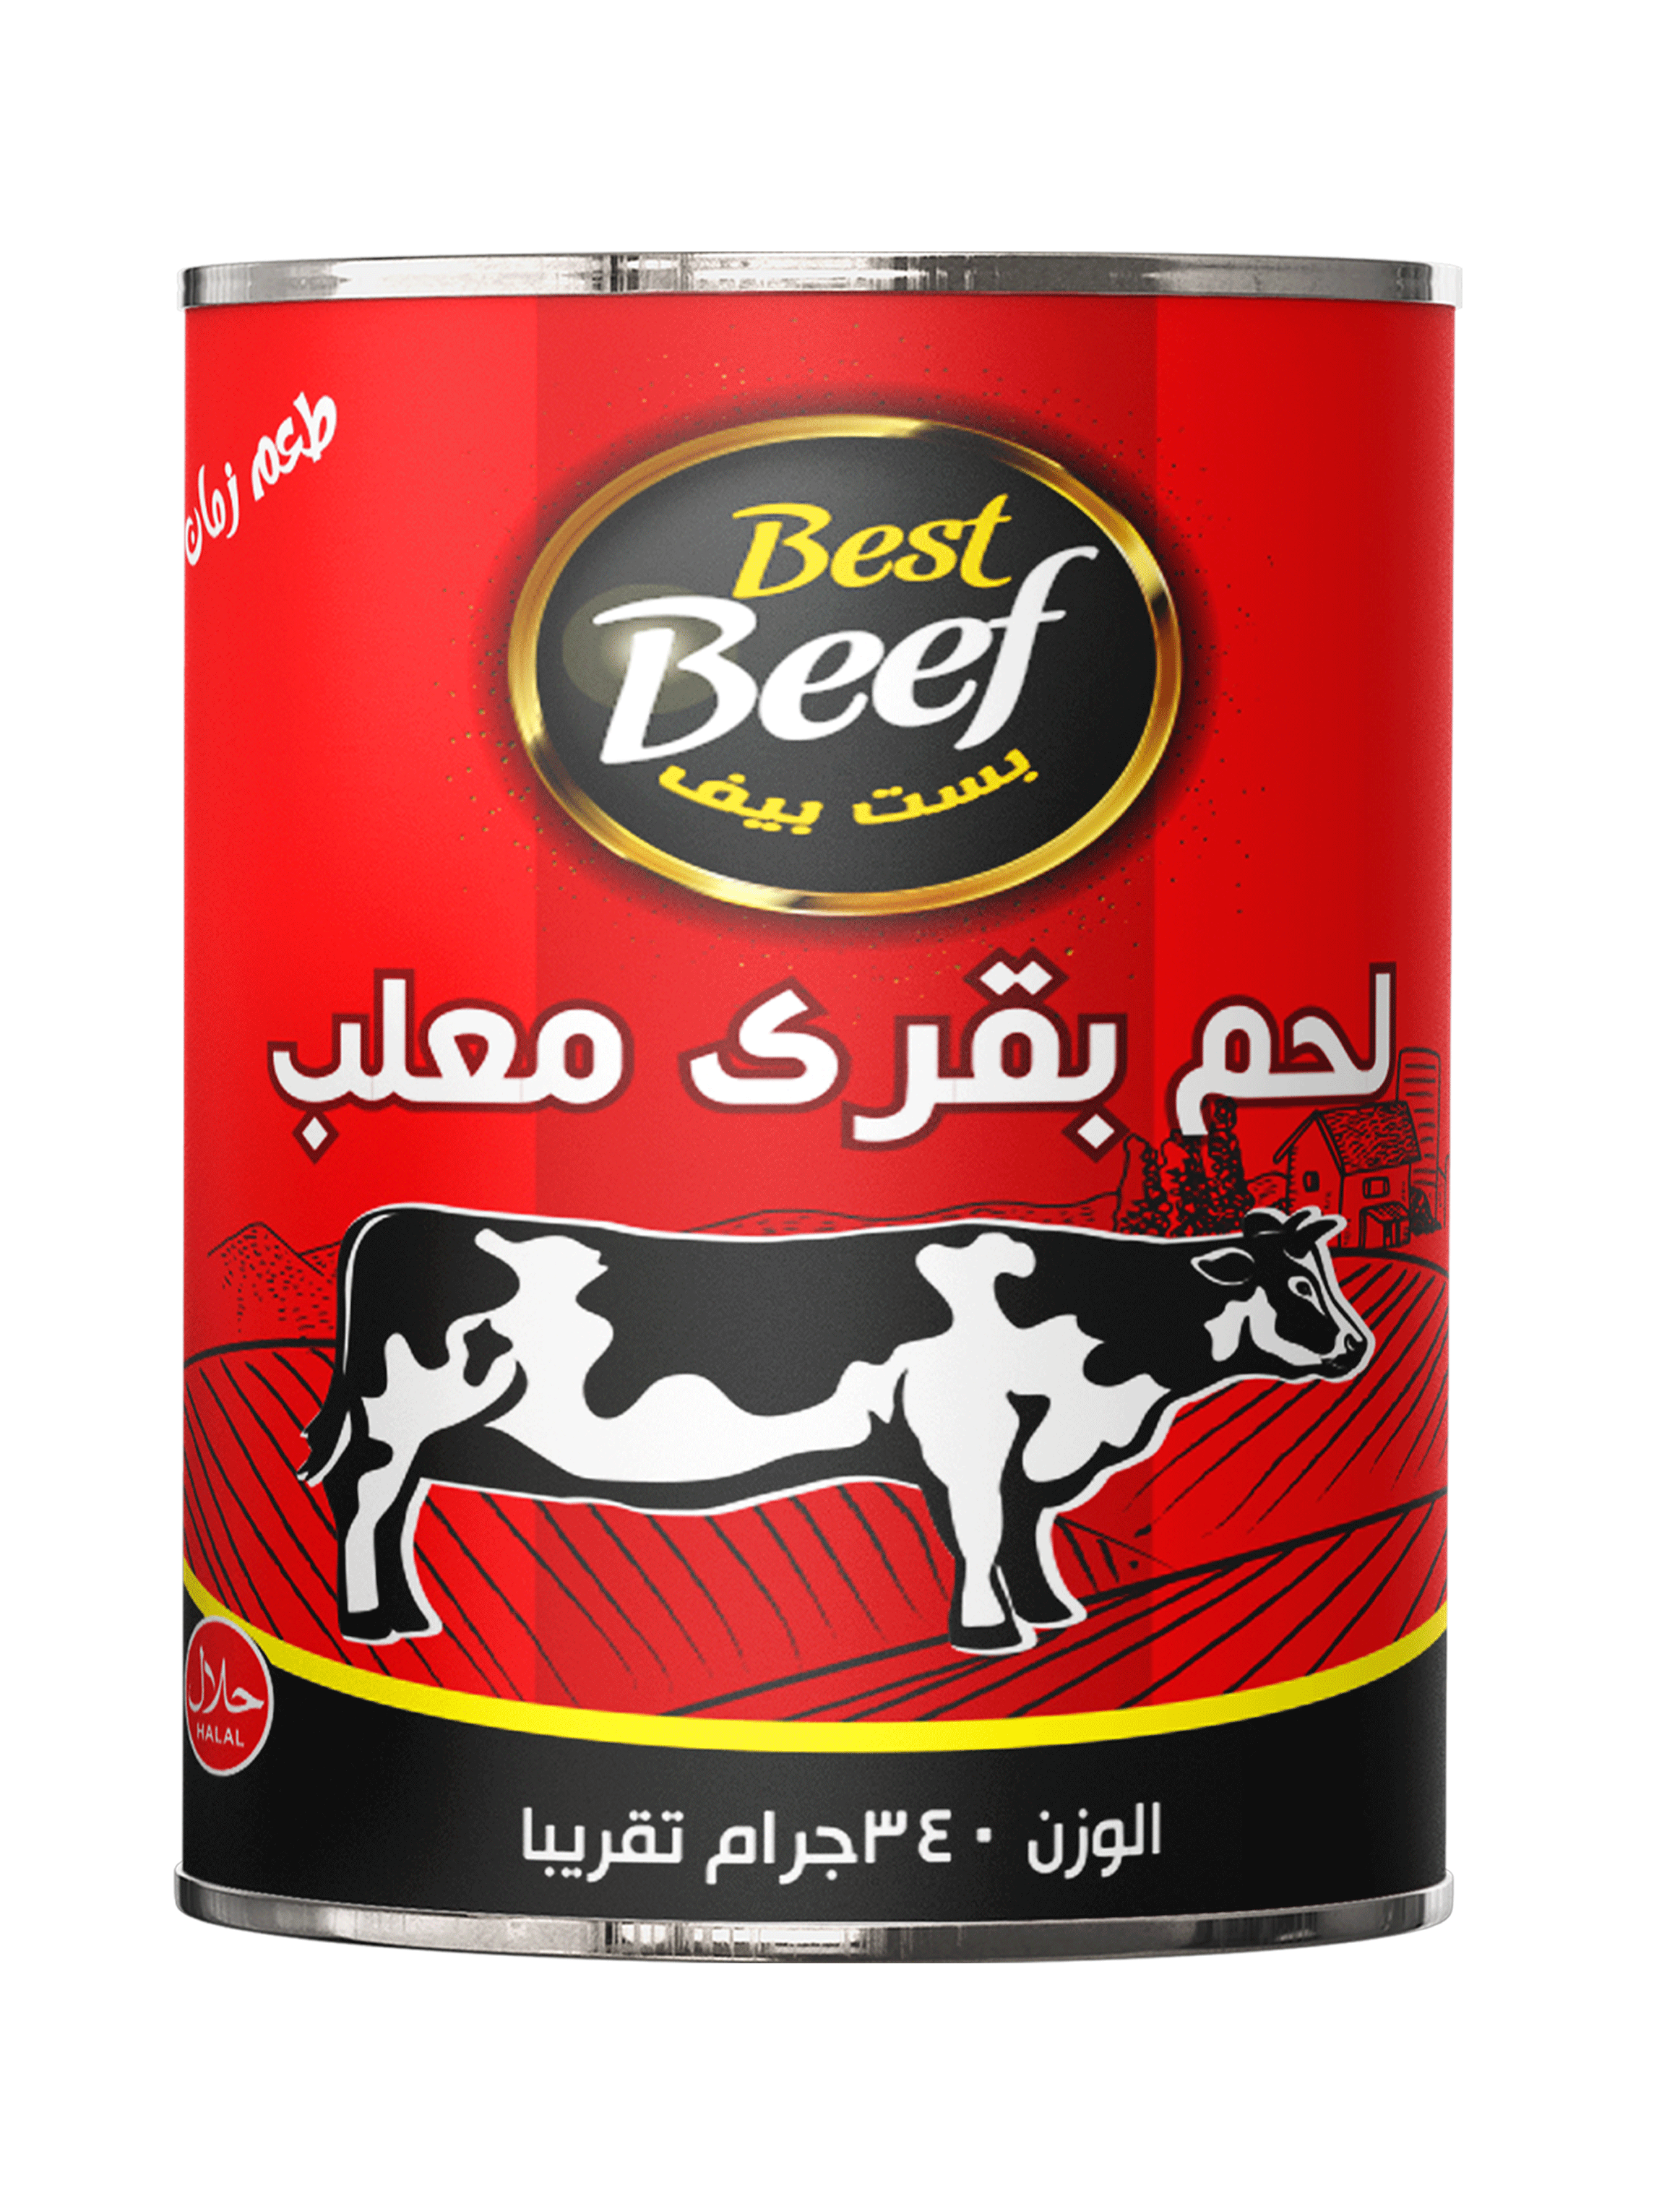 طعم زمان
Best
Beef
بست بيف
لحم بقرى معلب
حلال
HALAL
الوزن ٣٤٠جرام تقريبا